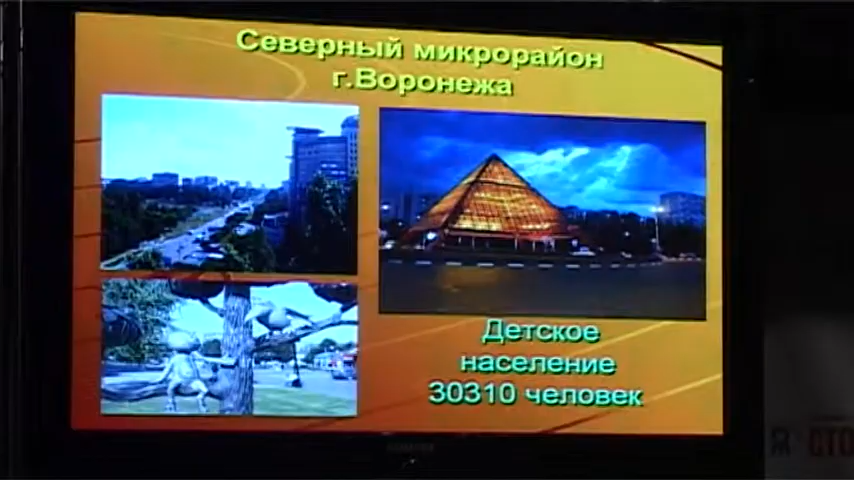 Северный микрорайон
г.Воронежа
Детское
население
30310 человек